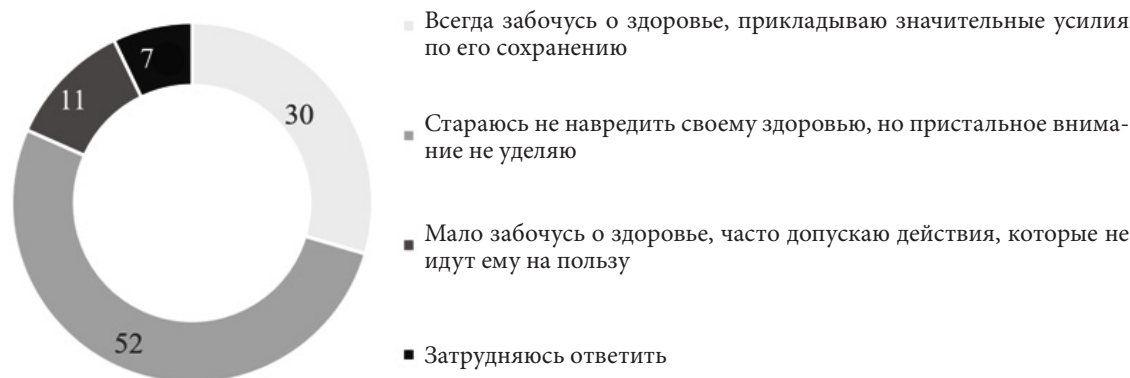 7
11
30
52
Всегда забочусь о здоровье, прикладываю значительные усилия
по его сохранению
Стараюсь не навредить своему здоровью, но пристальное внима-
ние не уделяю
Мало забочусь о здоровье, часто допускаю действия, которые не
идут ему на пользу
Затрудняюсь ответить